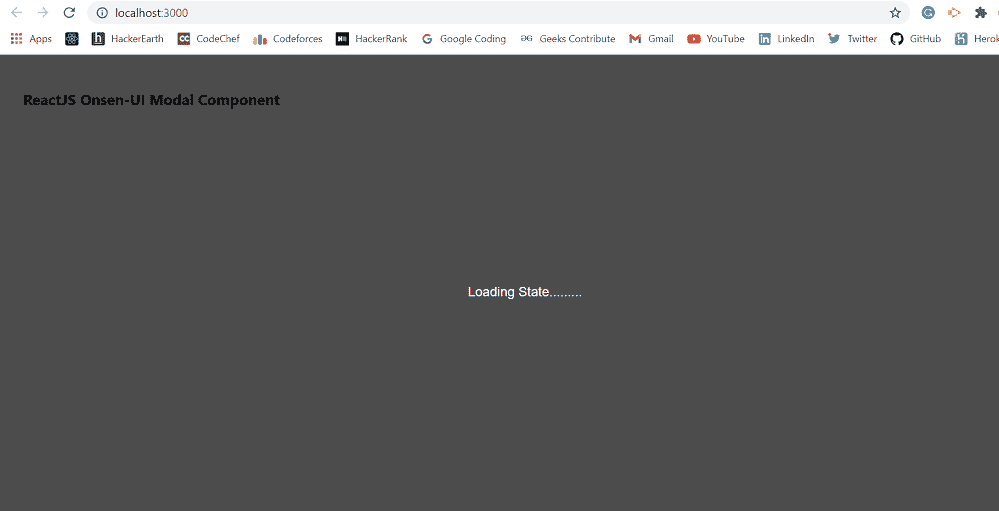 localhost:3000
Apps HackerEarth CodeChef Codeforces HackerRank Google Coding Geeks Contribute Gmail YouTube LinkedIn Twitter GitHub Herok
ReactJS Onsen-UI Modal Component
Loading State.........